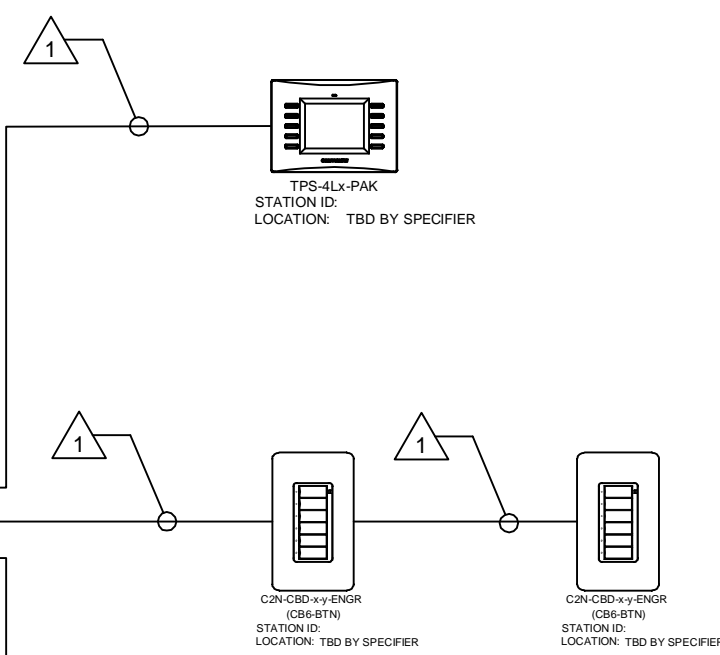 1
TPS-4Lx-PAK
STATION ID:
LOCATION: TBD BY SPECIFIER
1
1
C2N-CBD-x-y-ENGR
(CB6-BTN)
STATION ID:
LOCATION: TBD BY SPECIFIER
C2N-CBD-x-y-ENGR
(CB6-BTN)
STATION ID:
LOCATION: TBD BY SPECIFIER